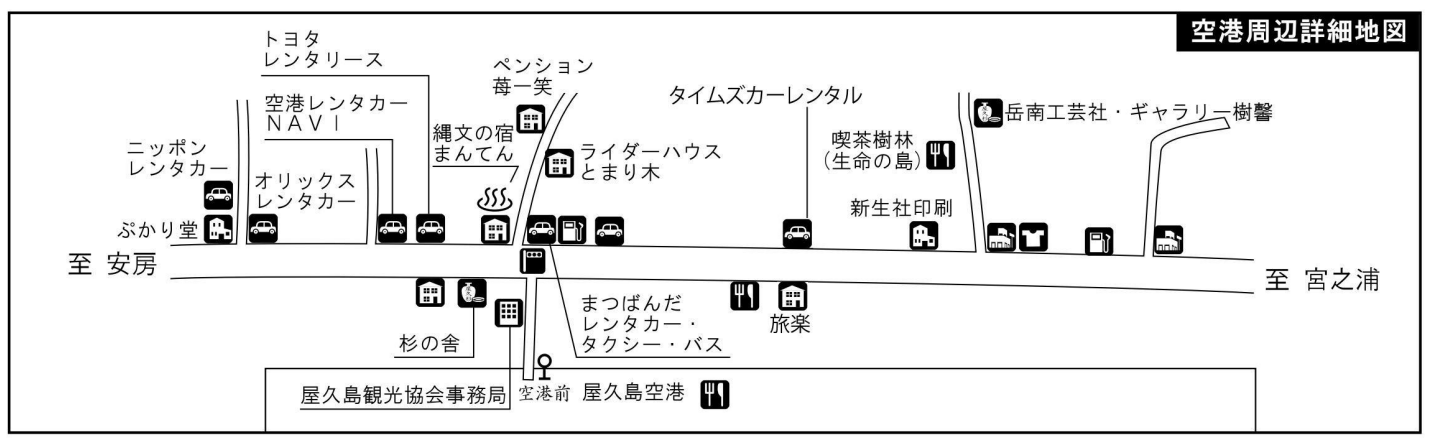 空港周辺詳細地図
トヨタ
レンタリース
空港レンタカー
ＮＡＶＩ
ニッポン
レンタカー
オリックス
レンタカー
ぷかり堂
至 安房
ペンション
苺一笑
縄文の宿
まんてん
ライダーハウス
とまり木
タイムズカーレンタル
喫茶樹林
(生命の島)
岳南工芸社・ギャラリー樹馨
新生社印刷
至 宮之浦
杉の舎
屋久島観光協会事務局
まつばんだ
レンタカー・
タクシー・バス
旅楽
空港前
屋久島空港